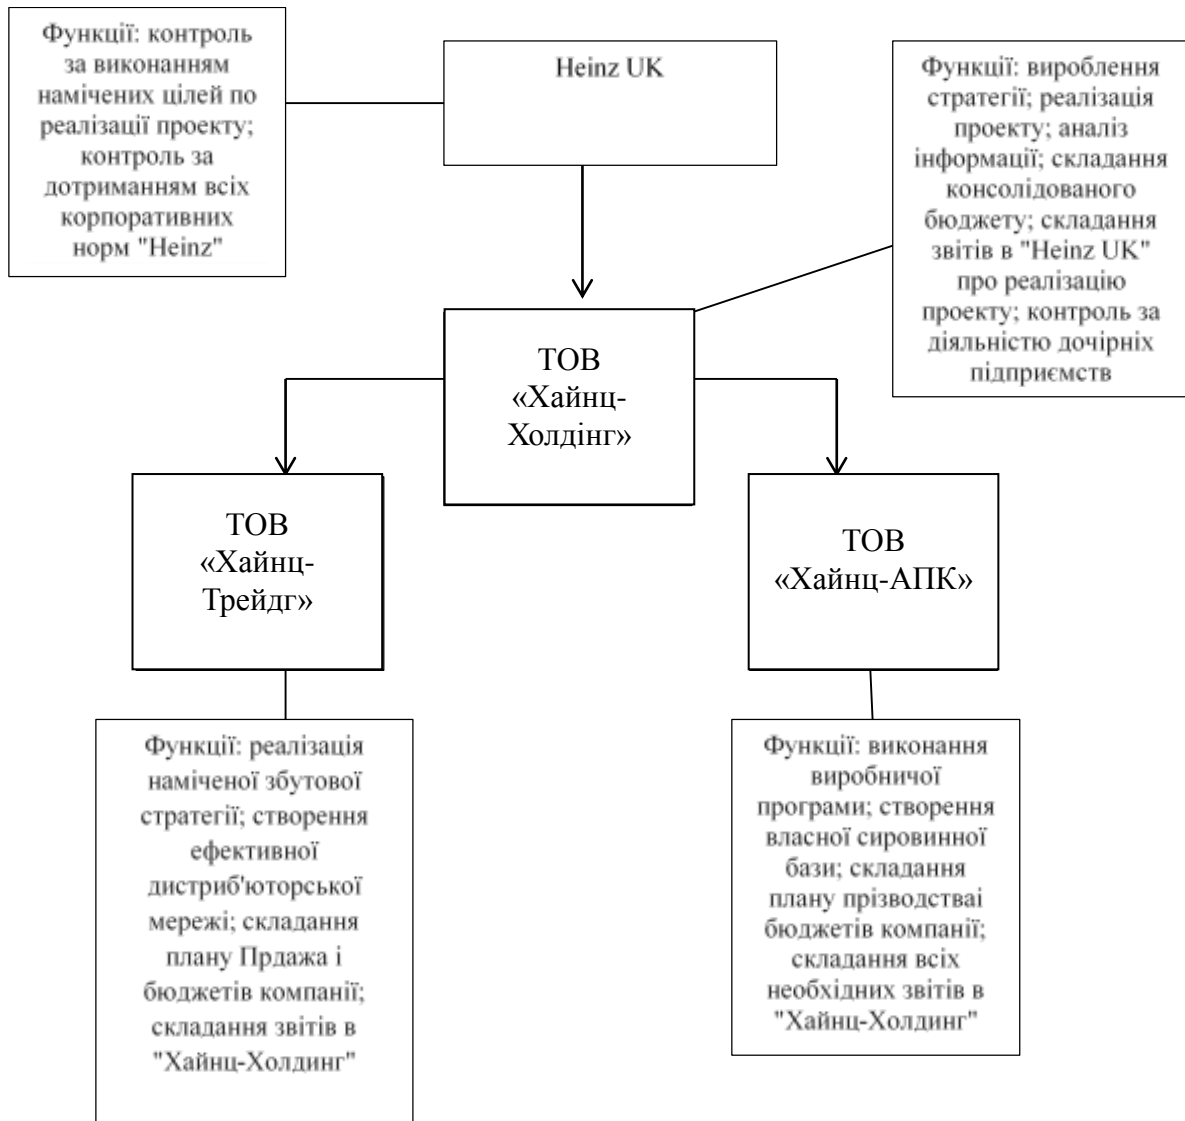 Функції: контроль
за виконанням
намічених цілей по
реалізації проекту;
контроль за
дотриманням всіх
корпоративних
норм "Heinz"
Heinz UK
Функції: вироблення
стратегії; реалізація
проекту; аналіз
інформації; складання
консолідованого
бюджету; складання
звітів в "Heinz UK"
про реалізацію
проекту; контроль за
діяльністю дочірніх
підприємств
ТОВ
«Хайнц-
Холдінг»
ТОВ
«Хайнц-
Трейдг»
ТОВ
«Хайнц-АПК»
Функції: реалізація
наміченої збутової
стратегії; створення
ефективної
дистриб'юторської
мережі; складання
плану Прдажа і
бюджетів компанії;
складання звітів в
"Хайнц-Холдинг"
Функції: виконання
виробничої
програми; створення
власної сировинної
бази; складання
плану прізводстваі
бюджетів компанії;
складання всіх
необхідних звітів в
"Хайнц-Холдинг"